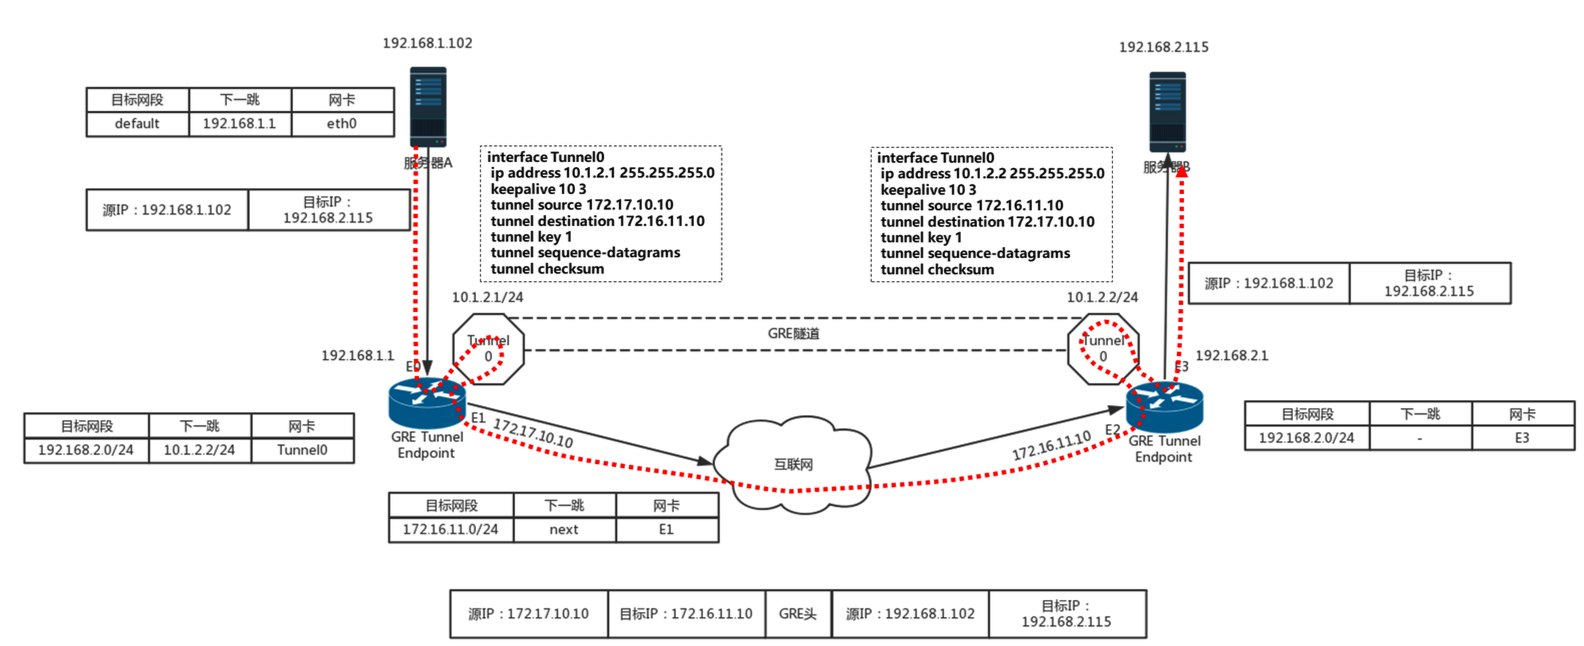 192.168.1.102
192.168.2.115
目标网段 下一跳 网卡
default 192.168.1.1 eth0
服务器A
服务器B
源IP：192.168.1.102 目标IP：
192.168.2.115
interface Tunnel0
ip address 10.1.2.1 255.255.255.0
keepalive 10 3
tunnel source 172.17.10.10
tunnel destination 172.16.11.10
tunnel key 1
tunnel sequence-datagrams
tunnel checksum
interface Tunnel0
ip address 10.1.2.2 255.255.255.0
keepalive 10 3
tunnel source 172.16.11.10
tunnel destination 172.17.10.10
tunnel key 1
tunnel sequence-datagrams
tunnel checksum
源IP：192.168.1.102 目标IP：
192.168.2.115
10.1.2.1/24
10.1.2.2/24
Tunnel
0
GRE隧道
Tunnel
0
192.168.1.1
E0
192.168.2.1
E3
E1
172.17.10.10
GRE Tunnel
Endpoint
互联网
172.16.11.10
E2
GRE Tunnel
Endpoint
目标网段 下一跳 网卡
192.168.2.0/24 10.1.2.2/24 Tunnel0
目标网段 下一跳 网卡
192.168.2.0/24 - E3
目标网段 下一跳 网卡
172.16.11.0/24 next E1
源IP：172.17.10.10 目标IP：172.16.11.10 GRE头 源IP：192.168.1.102 目标IP：
192.168.2.115